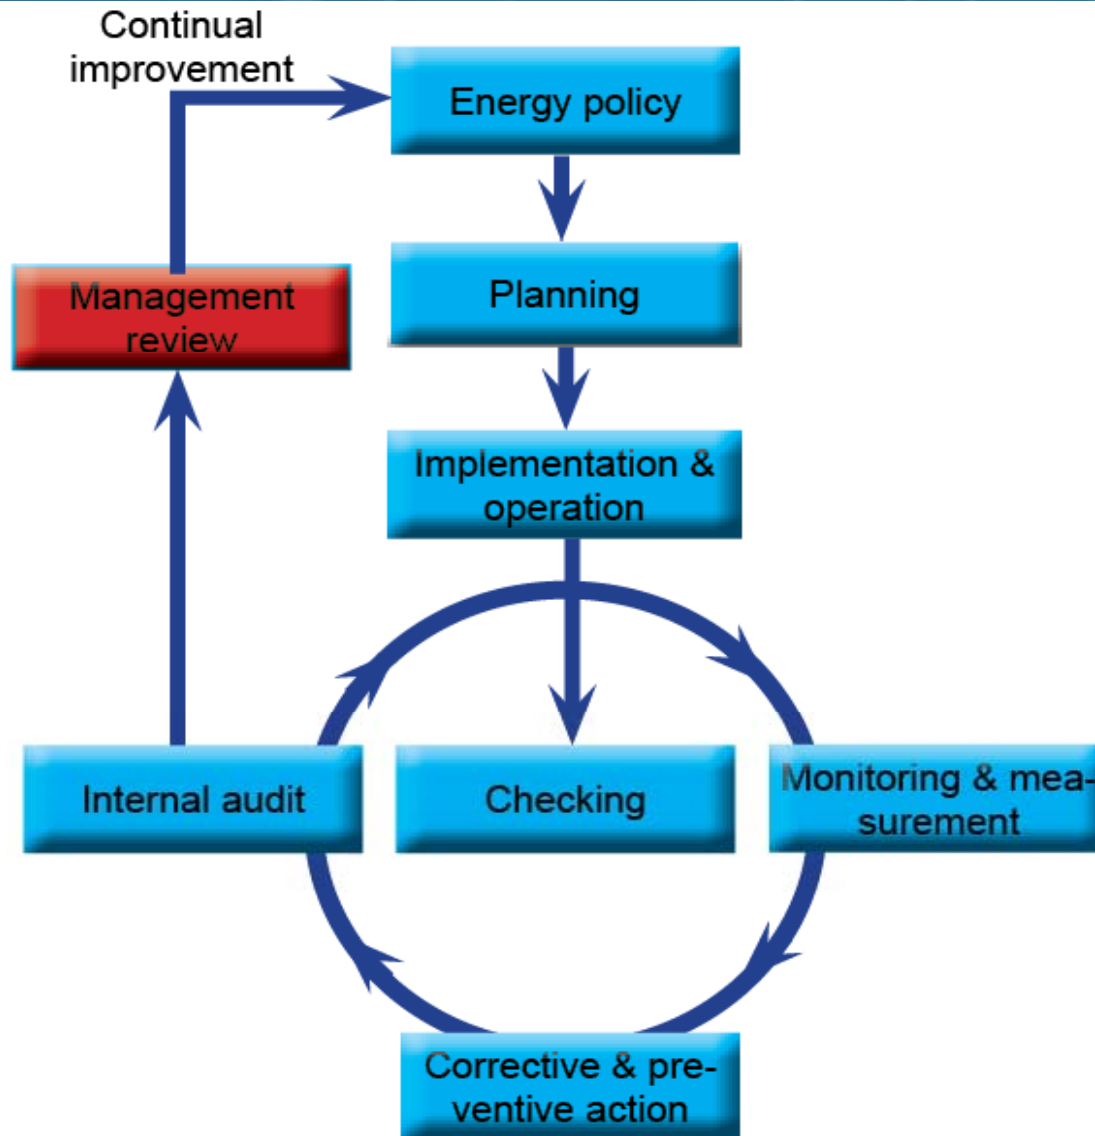 Continual
improvement
Energy policy
Planning
Management
review
Implementation &
operation
Internal audit
Checking
Monitoring & mea-
surement
Corrective & pre-
ventive action